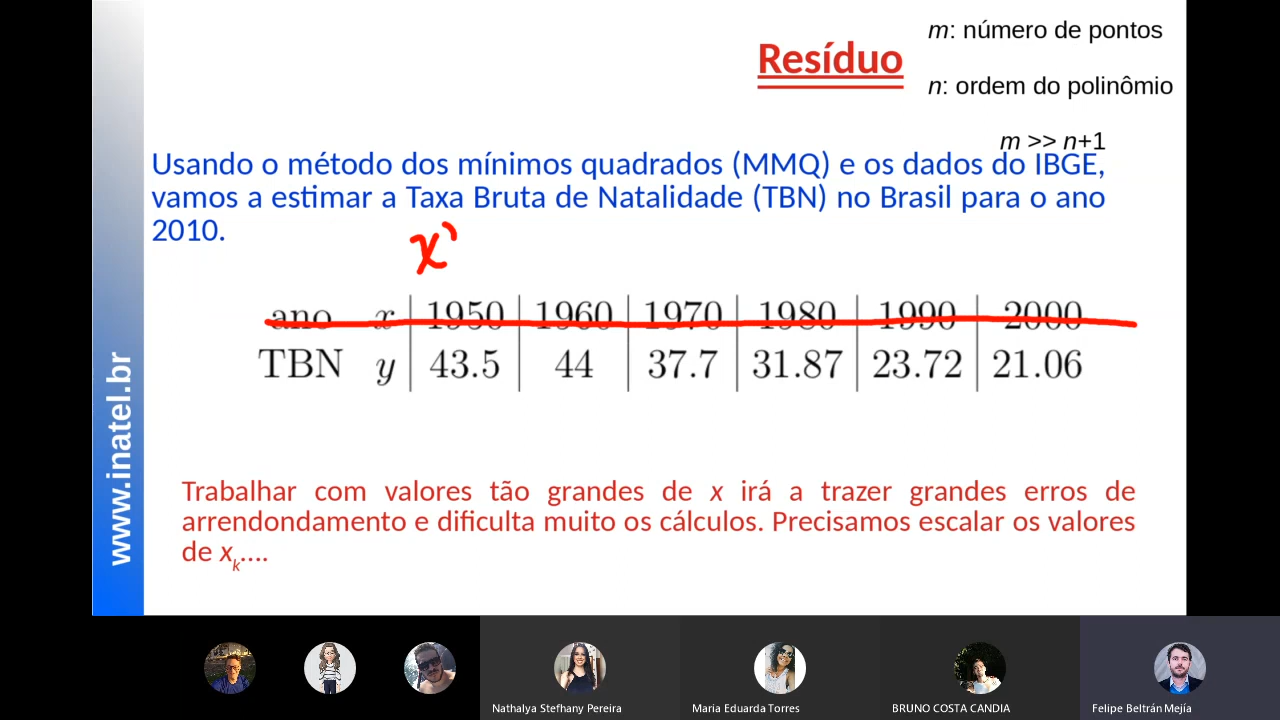 Resíduo
m: número de pontos
n: ordem do polinômio
m >> n+1
Usando o método dos mínimos quadrados (MMQ) e os dados do IBGE,
vamos a estimar a Taxa Bruta de Natalidade (TBN) no Brasil para o ano
2010.
x'
ano x 1950 1960 1970 1980 1990 2000
TBN y 43.5 44 37.7 31.87 23.72 21.06
Trabalhar com valores tão grandes de x irá a trazer grandes erros de
arrendondamento e dificulta muito os cálculos. Precisamos escalar os valores
de xk....
www.inatel.br
Nathalya Stefhany Pereira
Maria Eduarda Torres
BRUNO COSTA CANDIA
Felipe Beltrán Mejía